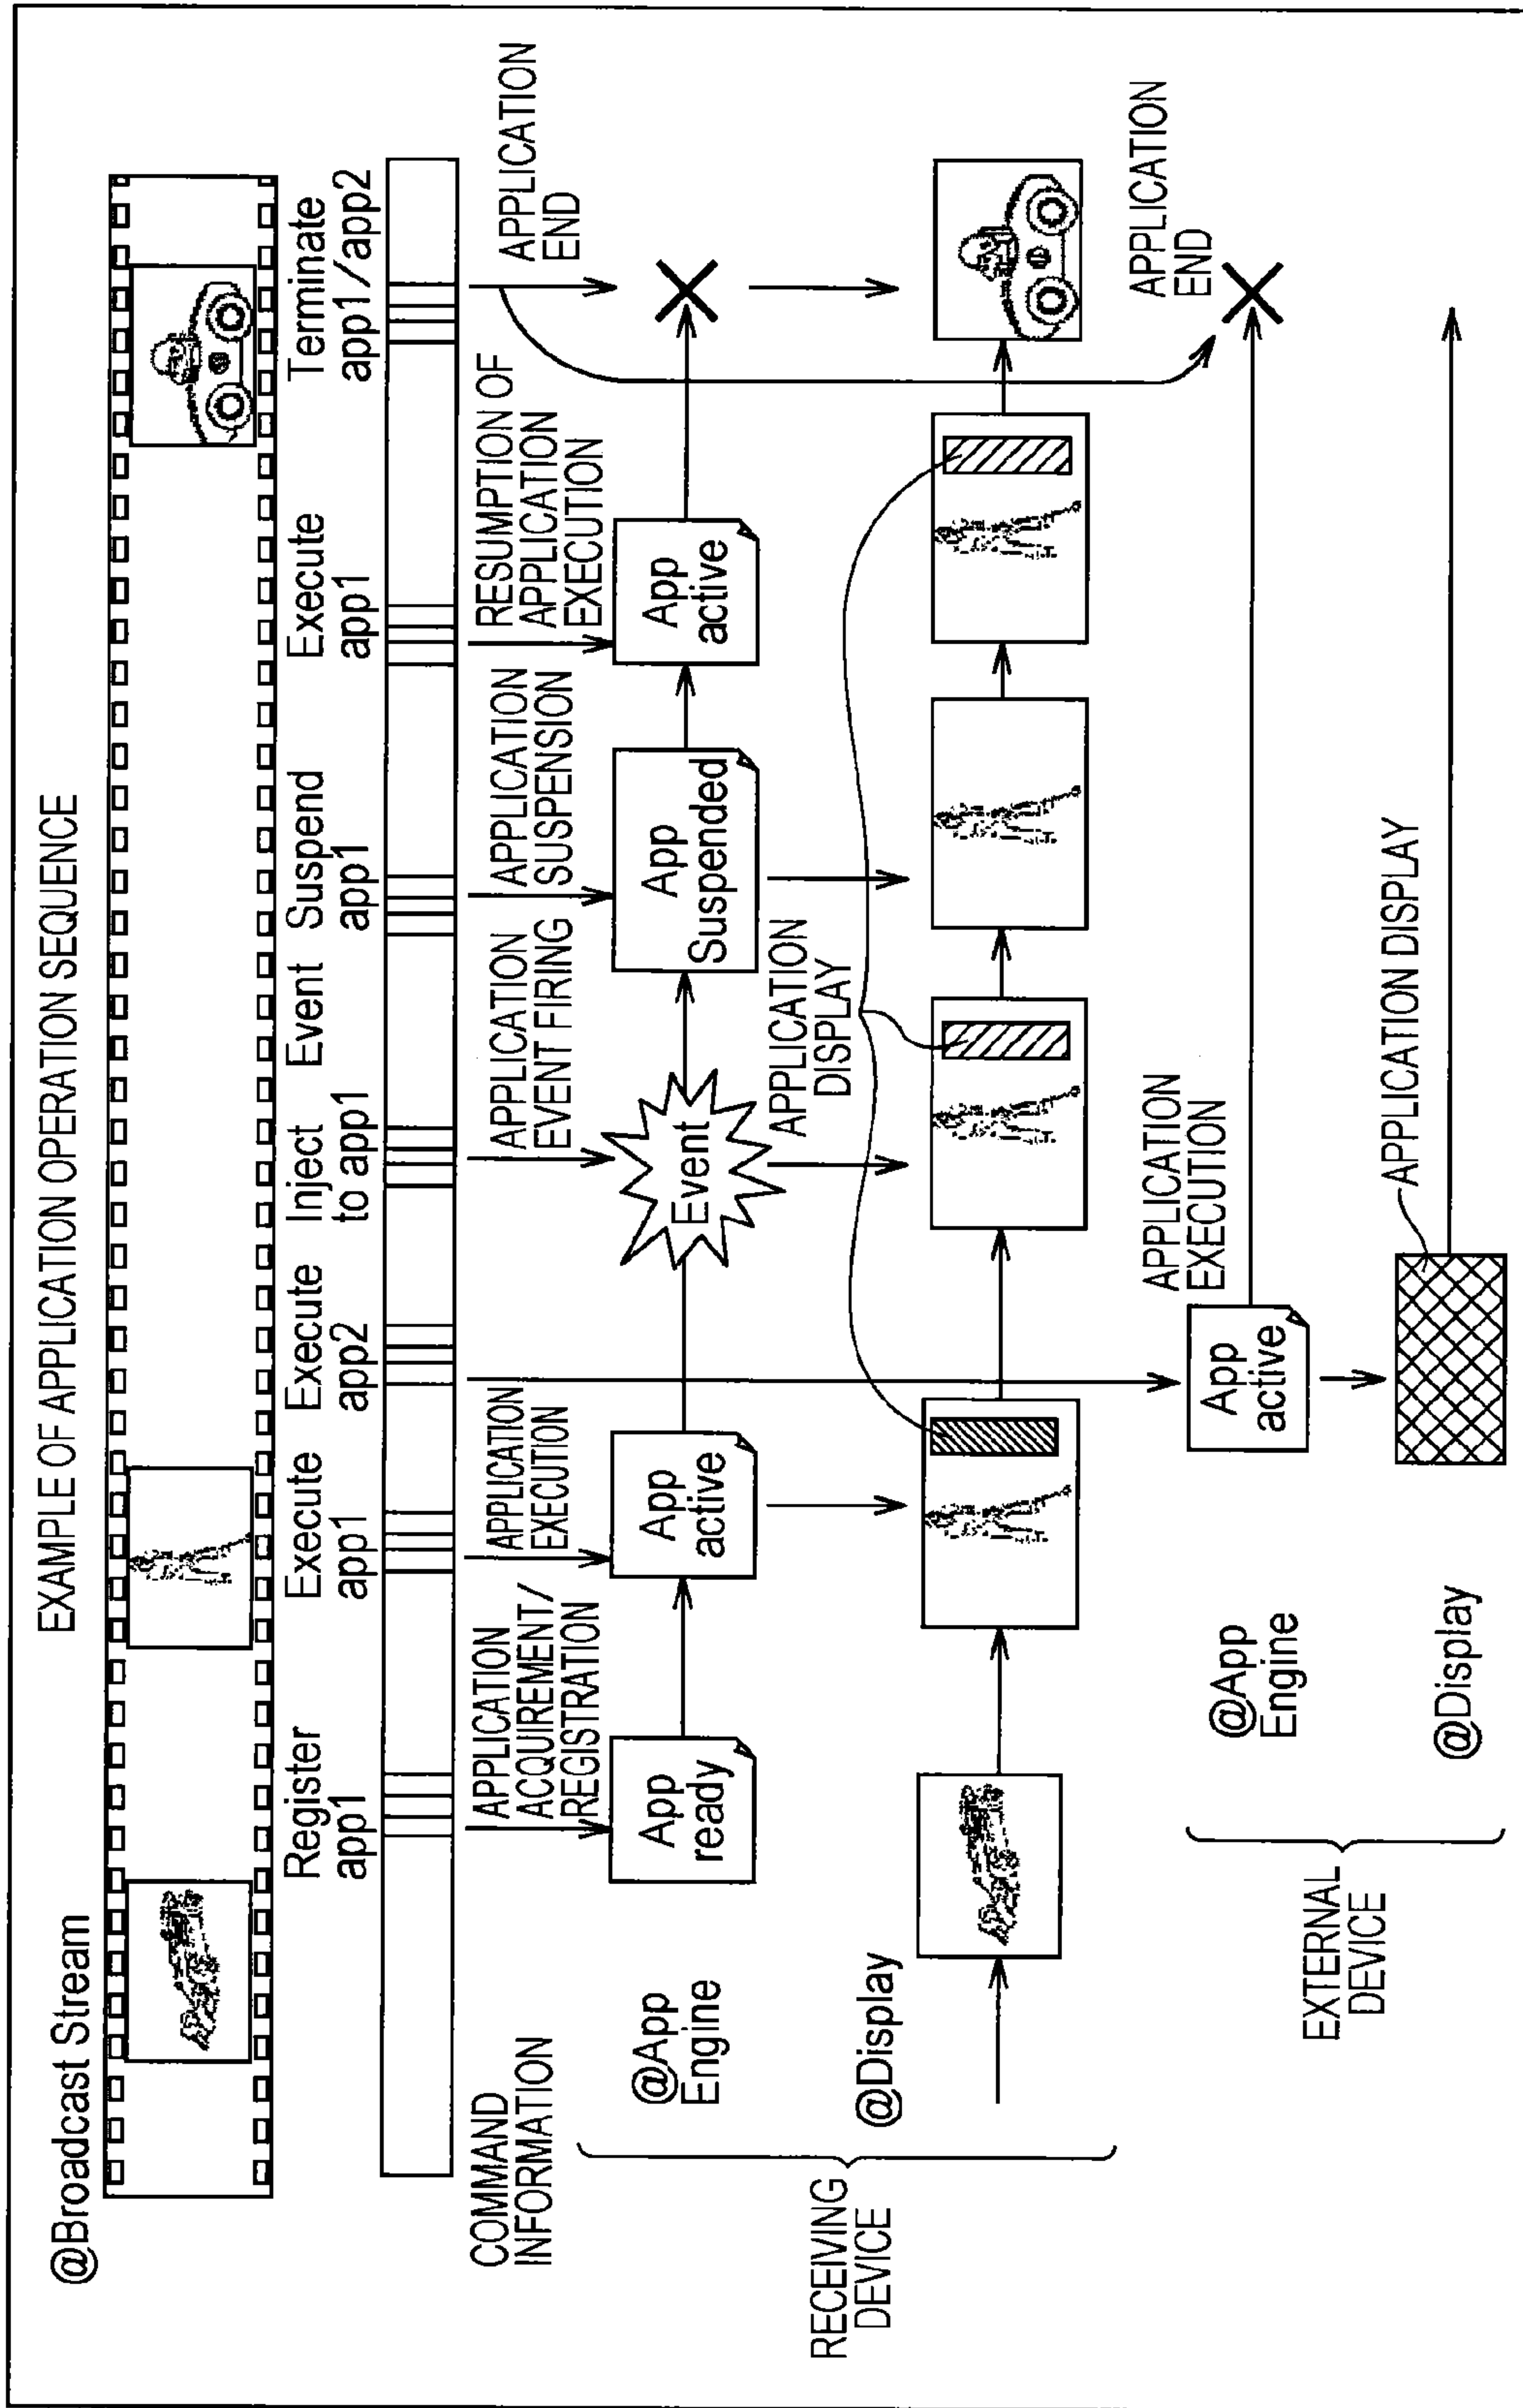 EXAMPLE OF APPLICATION OPERATION SEQUENCE
@Broadcast Stream
Register
app1
Execute
app1
Execute
app2
Inject Event
to app1
Suspend
app1
Execute
app1
Terminate
app1/app2
COMMAND
INFORMATION
APPLICATION
ACQUIREMENT/
REGISTRATION
APPLICATION
EXECUTION
APPLICATION
EVENT FIRING
APPLICATION
SUSPENSION
RESUMPTION OF
APPLICATION
EXECUTION
APPLICATION
END
RECEIVING
DEVICE
@App
Engine
App
ready
App
active
Event
App
Suspended
App
active
APPLICATION
DISPLAY
@Display
EXTERNAL
DEVICE
@App
Engine
App
active
APPLICATION
EXECUTION
APPLICATION
END
@Display
APPLICATION DISPLAY